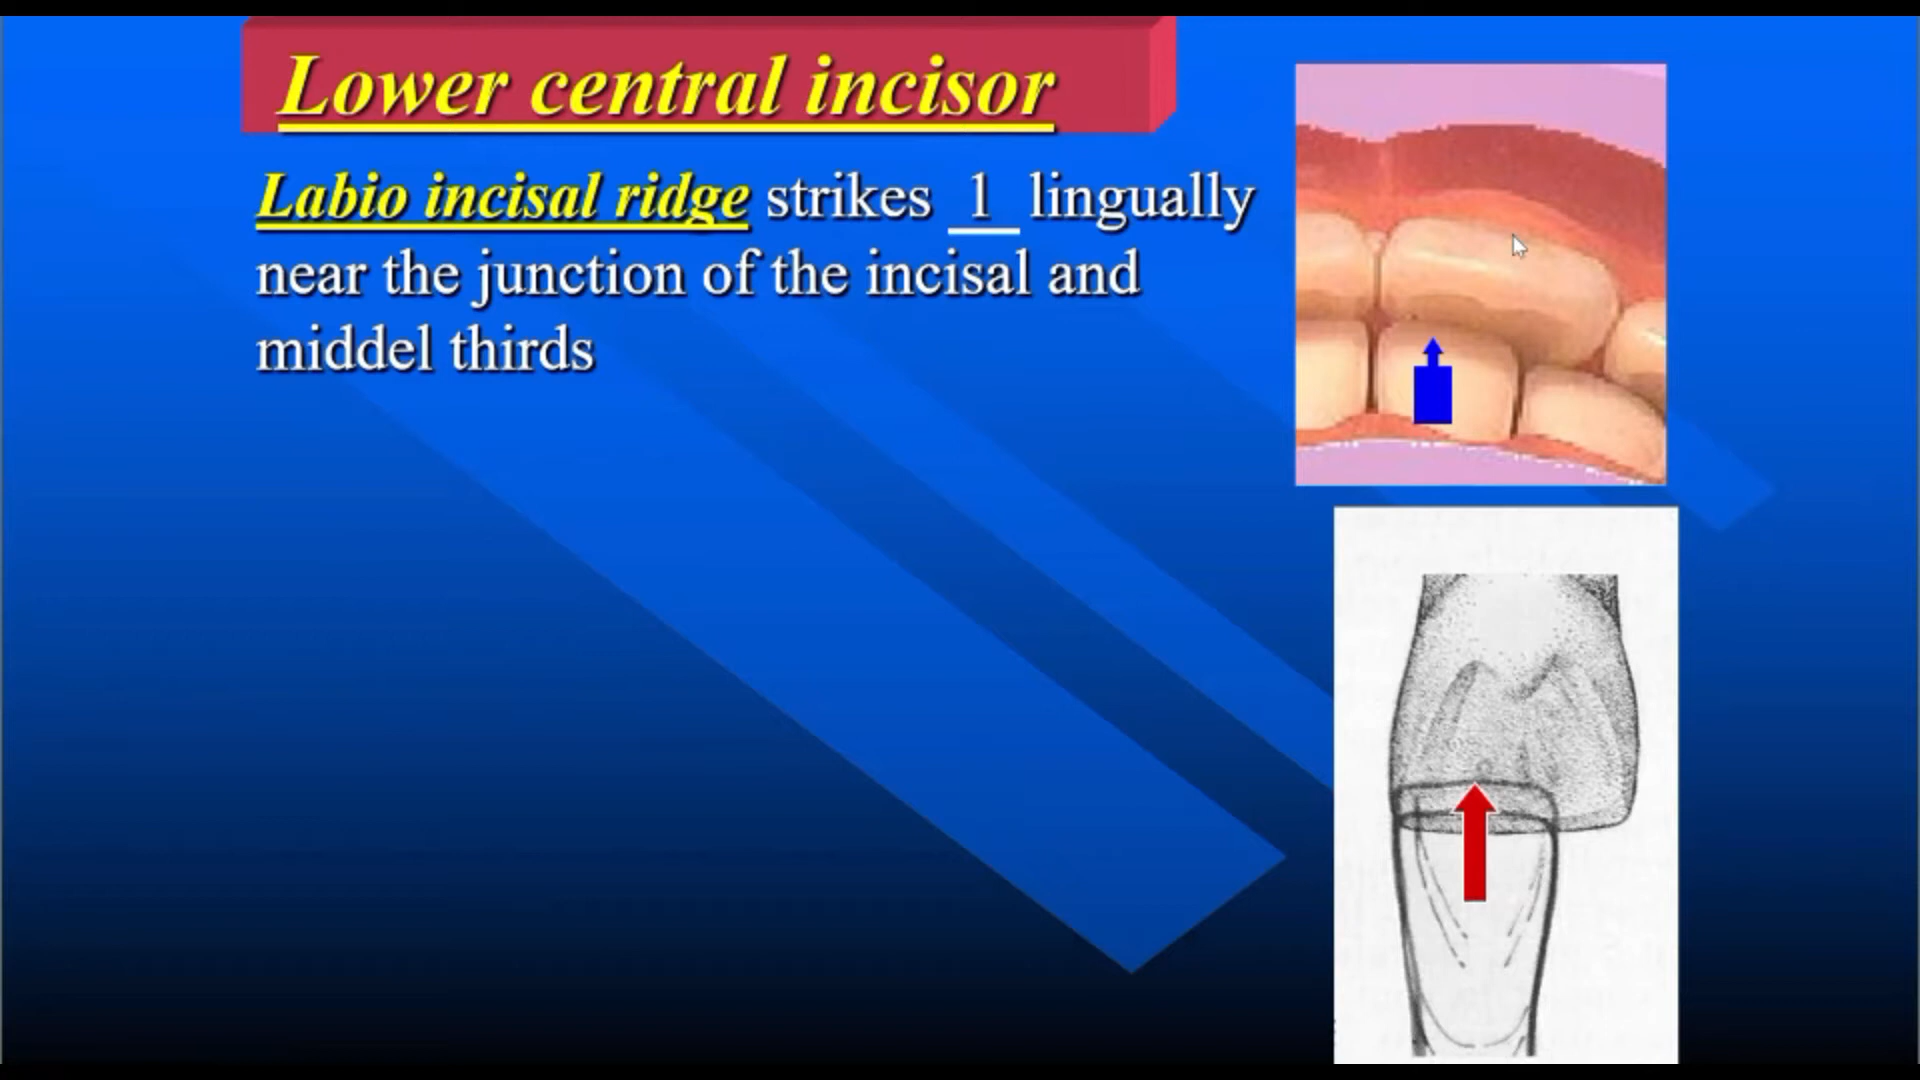 Lower central incisor
Labio incisal ridge strikes 1 lingually
near the junction of the incisal and
middel thirds